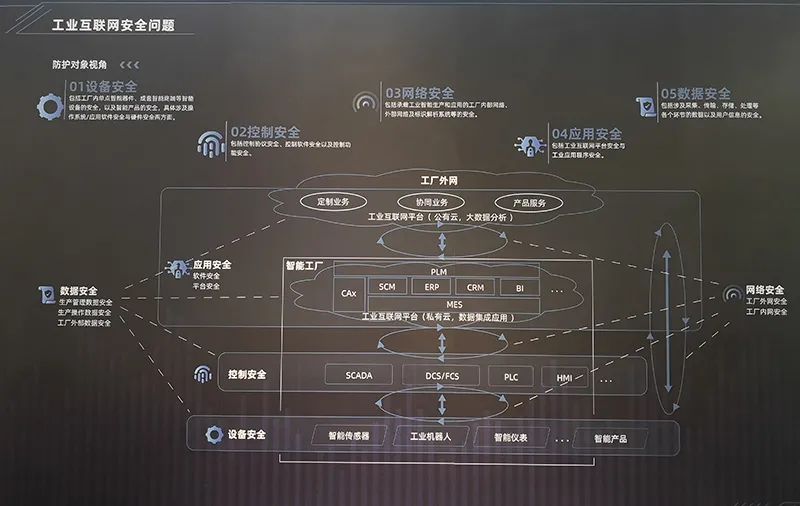 工业互联网安全问题
防护对象视角
01设备安全
包括工厂内单点智能器件、成套智能终端等智能
设备的安全，以及智能产品的安全，具体涉及操
作系统/应用软件安全与硬件安全两方面。
02控制安全
包括控制协议安全、控制软件安全以及控制功
能安全。
03网络安全
包括承载工业智能生产和应用的工厂内部网络、
外部网络及标识解析系统等的安全。
04应用安全
包括工业互联网平台安全与
工业应用程序安全。
05数据安全
包括涉及采集、传输、存储、处理等
各个环节的数据以及用户信息的安全。
工厂外网
定制业务
协同业务
产品服务
工业互联网平台（公有云，大数据分析）
应用安全
软件安全
平台安全
智能工厂
PLM
CAx
SCM
ERP
CRM
BI
...
MES
工业互联网平台（私有云，数据集成应用）
数据安全
生产管理数据安全
生产操作数据安全
工厂外部数据安全
网络安全
工厂外网安全
工厂内网安全
控制安全
SCADA
DCS/FCS
PLC
HMI
...
设备安全
智能传感器
工业机器人
智能仪表
...
智能产品